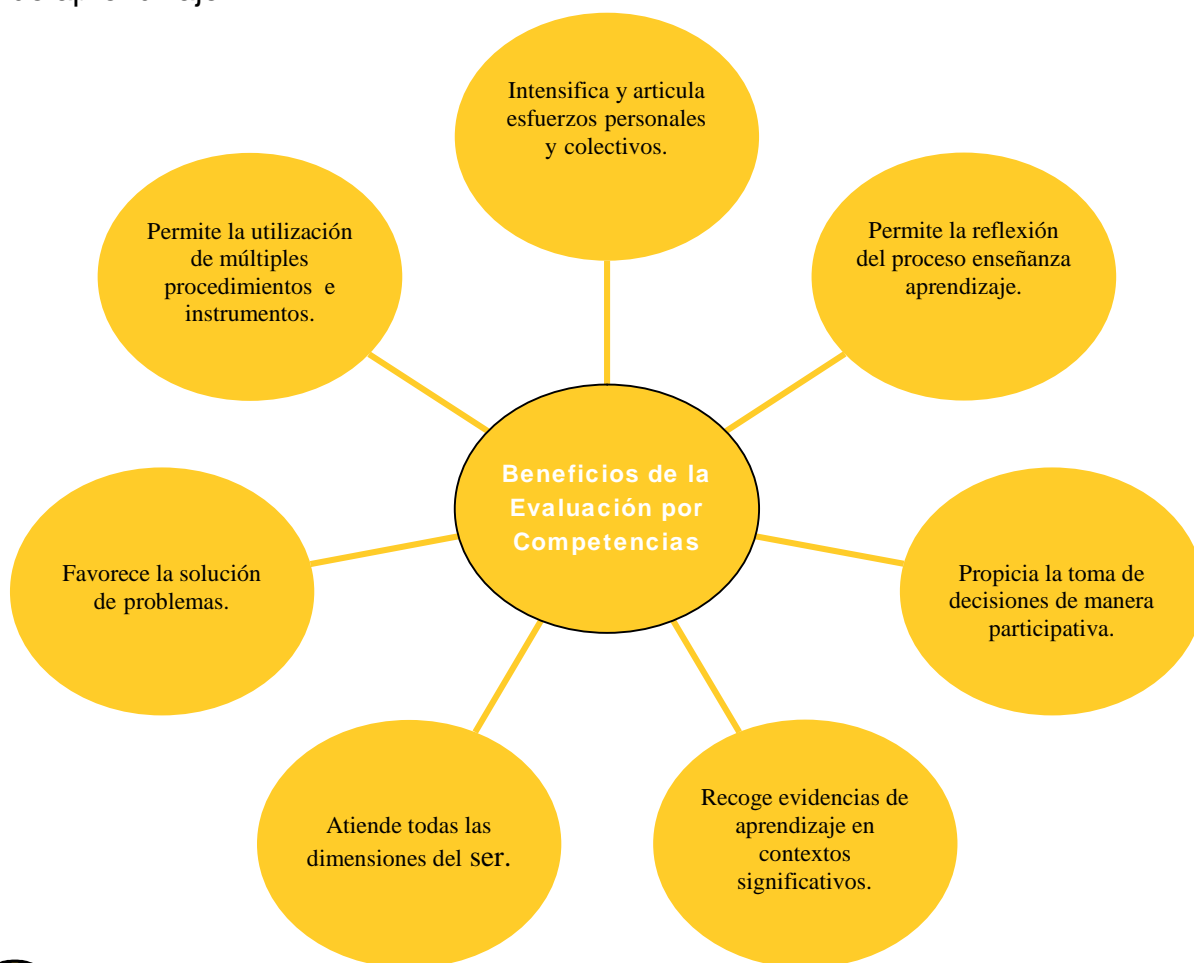 Intensifica y articula
esfuerzos personales
y colectivos.
Permite la utilización
de múltiples
procedimientos e
instrumentos.
Permite la reflexión
del proceso enseñanza
aprendizaje.
Beneficios de la
Evaluación por
Competencias
Favorece la solución
de problemas.
Propicia la toma de
decisiones de manera
participativa.
Atiende todas las
dimensiones del ser.
Recoge evidencias de
aprendizaje en
contextos
significativos.